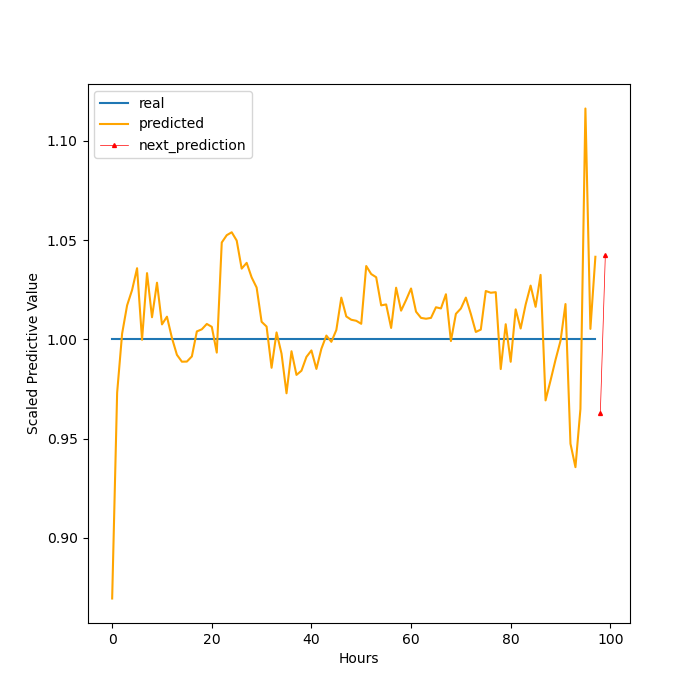 real
predicted
next_prediction
1.10
1.05
1.00
0.95
0.90
Scaled Predictive Value
0 20 40 60 80 100
Hours